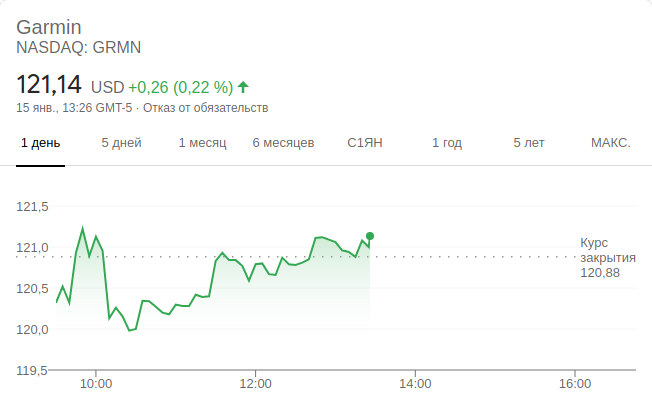 Garmin
NASDAQ: GRMN
121,14 USD +0,26 (0,22 %)
15 янв., 13:26 GMT-5 · Отказ от обязательств
1 день 5 дней 1 месяц 6 месяцев С1ЯН 1 год 5 лет МАКС.
121,5
121,0
120,5
120,0
119,5
Курс
закрытия
120,88
10:00 12:00 14:00 16:00